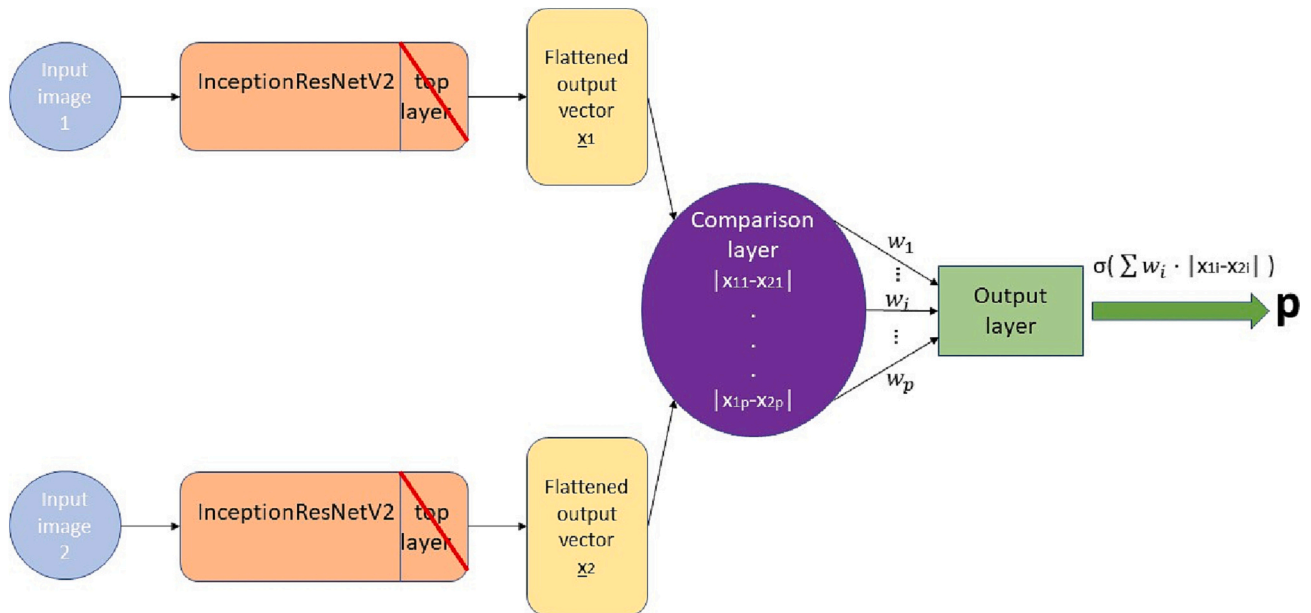 Input
image
1
InceptionResNetV2
top
layer
Flattened
output
vector
x1
Comparison
layer
|x11-x21|
.
.
.
|x1p-x2p|
w1
⋮
wi
⋮
wp
Output
layer
σ( ∑ wi · |x1i-x2i| )
p
Input
image
2
InceptionResNetV2
top
layer
Flattened
output
vector
x2